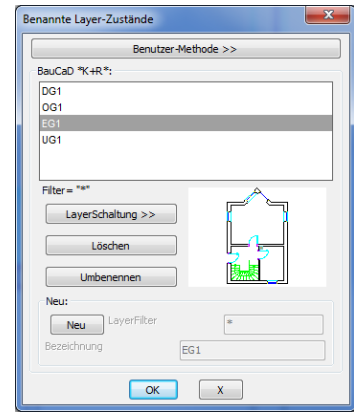 Benannte Layer-Zustände
X
Benutzer-Methode >>
BauCaD *K+R*:
DG1
OG1
EG1
UG1
Filter= "*"
LayerSchaltung >>
Löschen
Umbenennen
Neu:
Neu LayerFilter *
Bezeichnung EG1
OK X